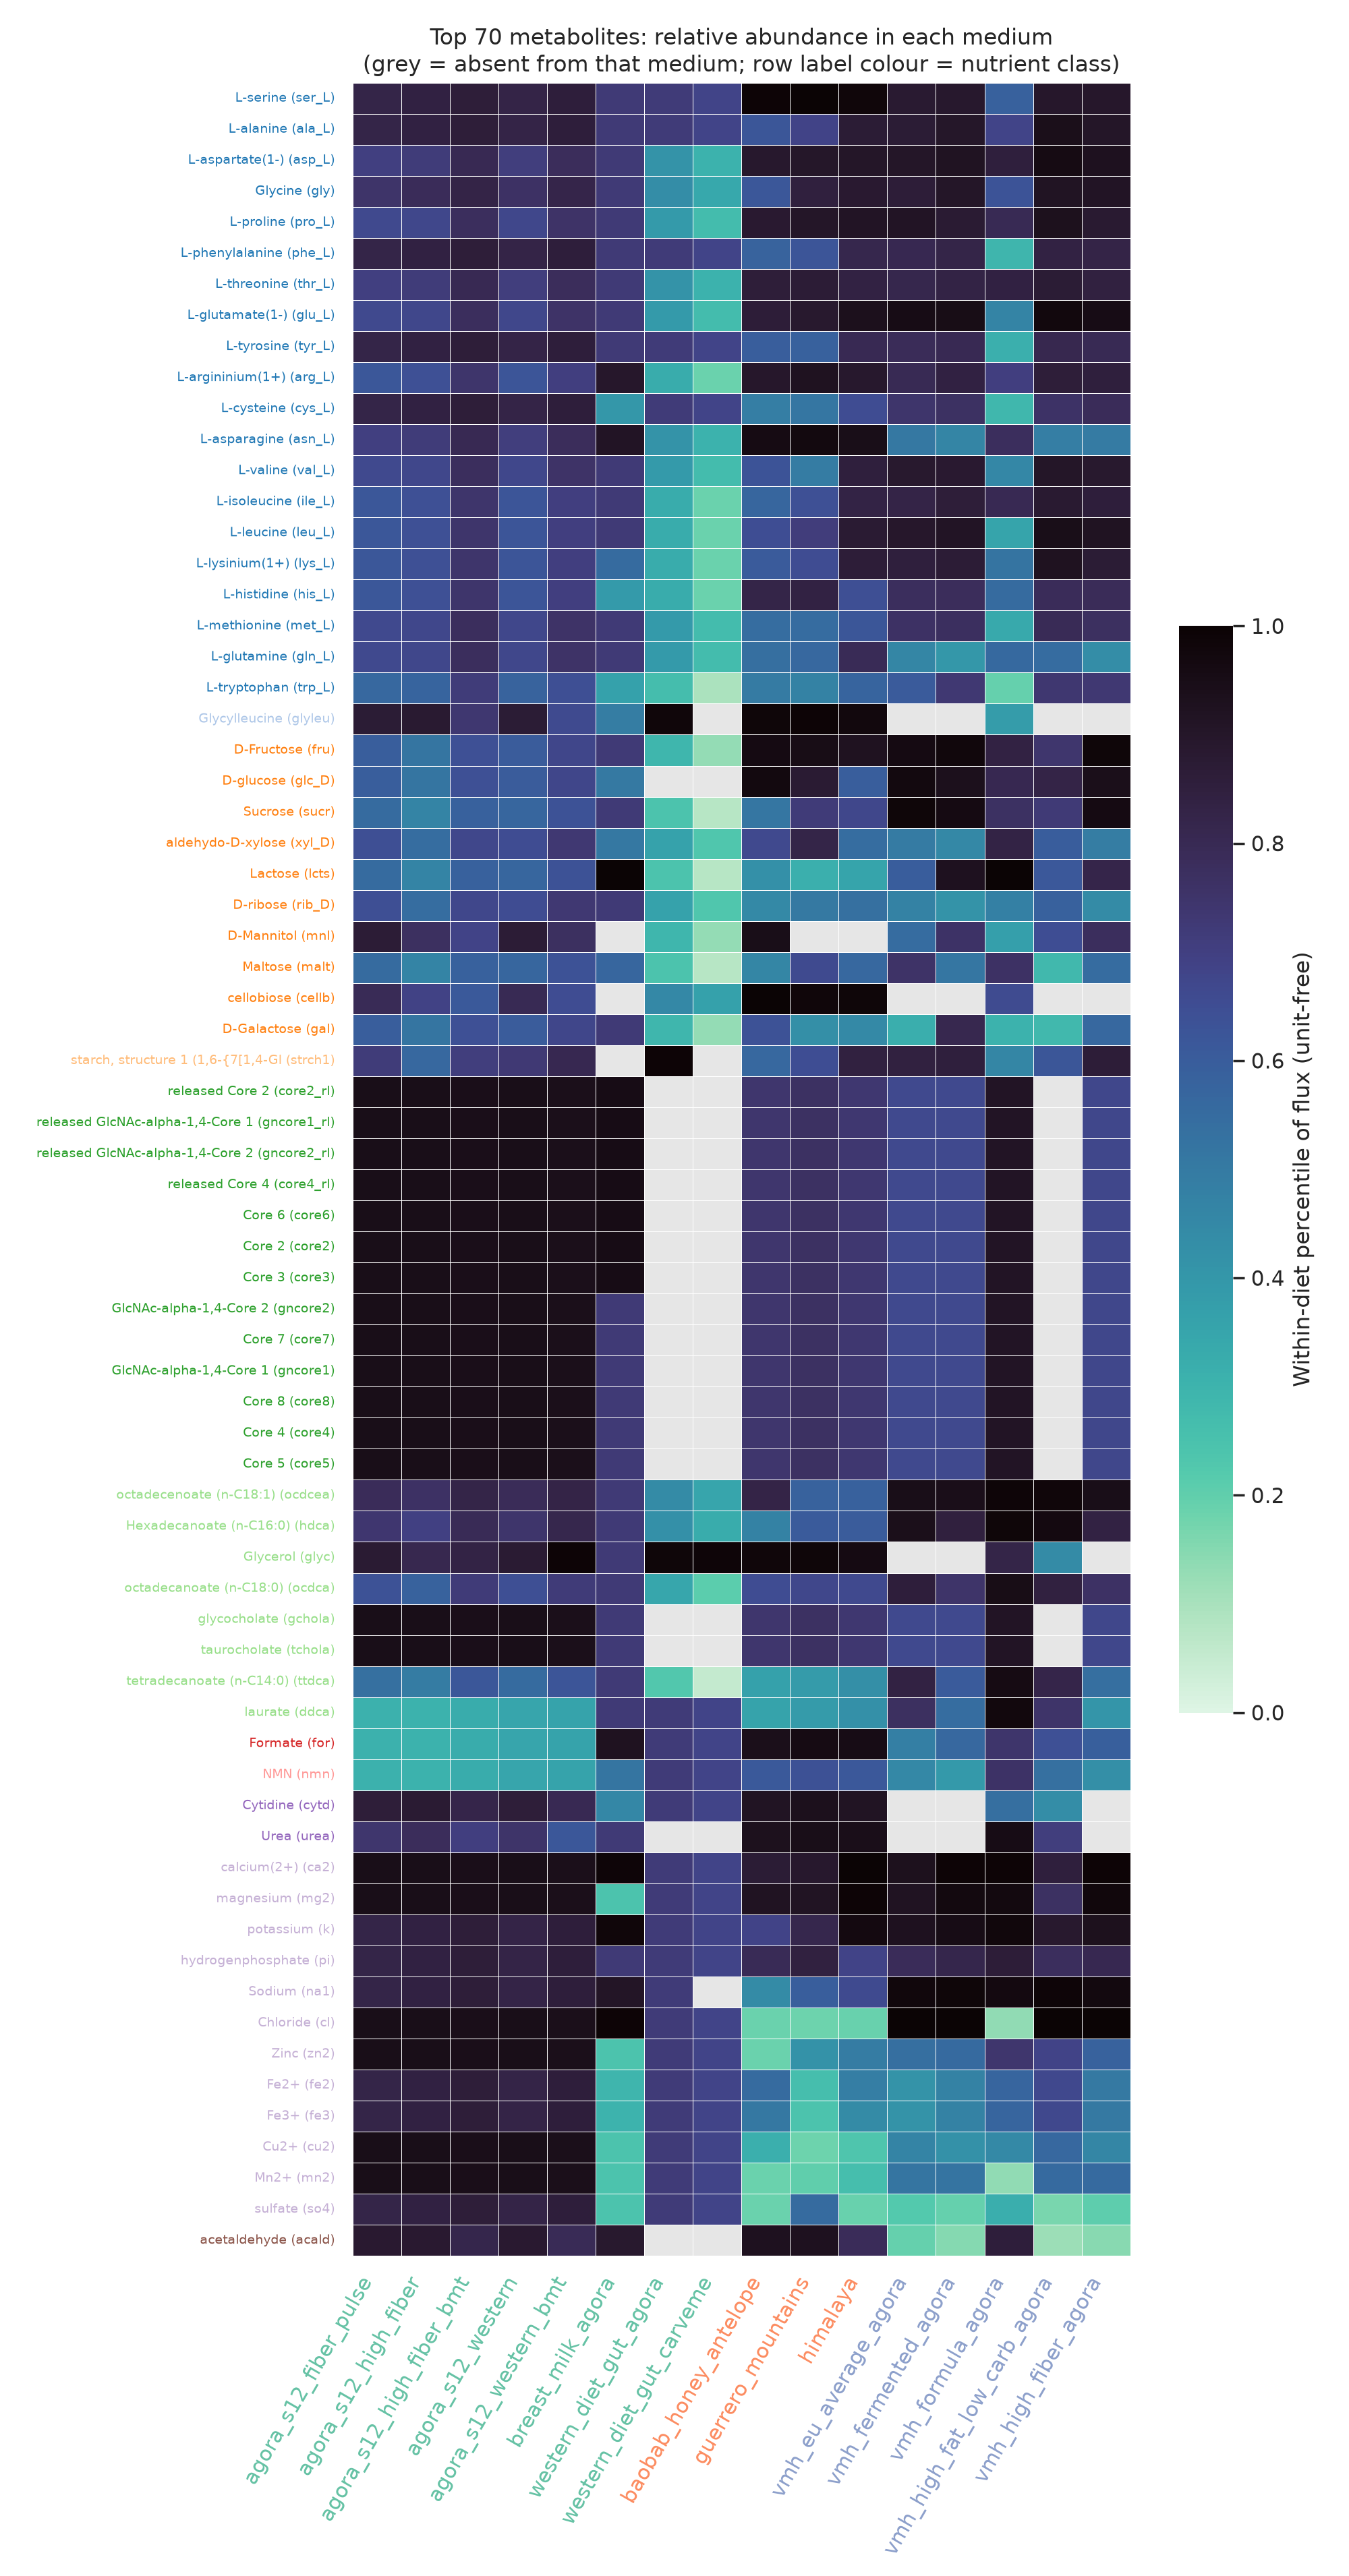 Top 70 metabolites: relative abundance in each medium
(grey = absent from that medium; row label colour = nutrient class)
L-serine (ser_L)
L-alanine (ala_L)
L-aspartate(1-) (asp_L)
Glycine (gly)
L-proline (pro_L)
L-phenylalanine (phe_L)
L-threonine (thr_L)
L-glutamate(1-) (glu_L)
L-tyrosine (tyr_L)
L-argininium(1+) (arg_L)
L-cysteine (cys_L)
L-asparagine (asn_L)
L-valine (val_L)
L-isoleucine (ile_L)
L-leucine (leu_L)
L-lysinium(1+) (lys_L)
L-histidine (his_L)
L-methionine (met_L)
L-glutamine (gln_L)
L-tryptophan (trp_L)
Glycylleucine (glyleu)
D-Fructose (fru)
D-glucose (glc_D)
Sucrose (sucr)
aldehydo-D-xylose (xyl_D)
Lactose (lcts)
D-ribose (rib_D)
D-Mannitol (mnl)
Maltose (malt)
cellobiose (cellb)
D-Galactose (gal)
starch, structure 1 (1,6-{7[1,4-Gl (strch1)
released Core 2 (core2_rl)
released GlcNAc-alpha-1,4-Core 1 (gncore1_rl)
released GlcNAc-alpha-1,4-Core 2 (gncore2_rl)
released Core 4 (core4_rl)
Core 6 (core6)
Core 2 (core2)
Core 3 (core3)
GlcNAc-alpha-1,4-Core 2 (gncore2)
Core 7 (core7)
GlcNAc-alpha-1,4-Core 1 (gncore1)
Core 8 (core8)
Core 4 (core4)
Core 5 (core5)
octadecenoate (n-C18:1) (ocdcea)
Hexadecanoate (n-C16:0) (hdca)
Glycerol (glyc)
octadecanoate (n-C18:0) (ocdca)
glycocholate (gchola)
taurocholate (tchola)
tetradecanoate (n-C14:0) (ttdca)
laurate (ddca)
Formate (for)
NMN (nmn)
Cytidine (cytd)
Urea (urea)
calcium(2+) (ca2)
magnesium (mg2)
potassium (k)
hydrogenphosphate (pi)
Sodium (na1)
Chloride (cl)
Zinc (zn2)
Fe2+ (fe2)
Fe3+ (fe3)
Cu2+ (cu2)
Mn2+ (mn2)
sulfate (so4)
acetaldehyde (acald)
agora_s12_fiber_pulse
agora_s12_high_fiber
agora_s12_high_fiber_bmt
agora_s12_western
agora_s12_western_bmt
breast_milk_agora
western_diet_gut_agora
western_diet_gut_carveme
baobab_honey_antelope
guerrero_mountains
himalaya
vmh_eu_average_agora
vmh_fermented_agora
vmh_formula_agora
vmh_high_fat_low_carb_agora
vmh_high_fiber_agora
1.0
0.8
0.6
0.4
0.2
0.0
Within-diet percentile of flux (unit-free)